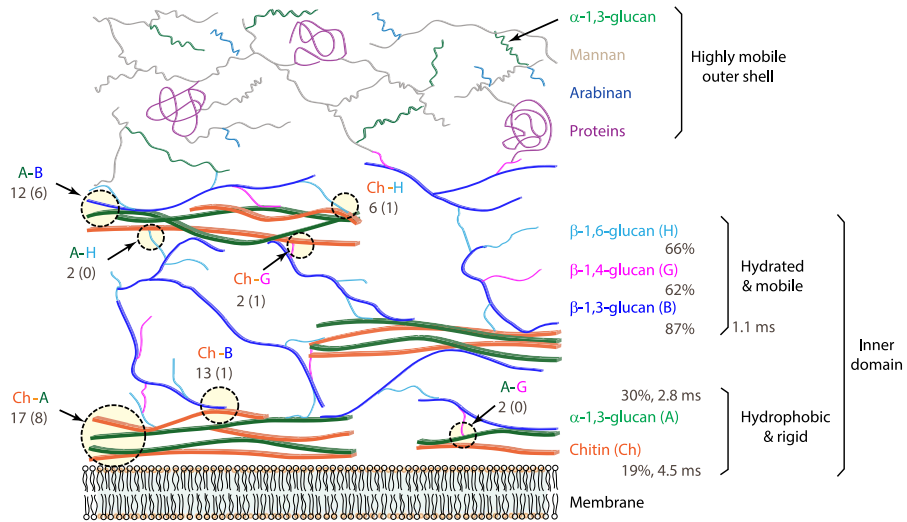 α-1,3-glucan
Mannan
Arabinan
Proteins
Highly mobile
outer shell
A-B
12 (6)
Ch-H
6 (1)
A-H
2 (0)
Ch-G
2 (1)
β-1,6-glucan (H)
66%
β-1,4-glucan (G)
62%
β-1,3-glucan (B)
87%
1.1 ms
Hydrated
& mobile
Inner
domain
Ch-B
13 (1)
Ch-A
17 (8)
A-G
2 (0)
30%, 2.8 ms
α-1,3-glucan (A)
Chitin (Ch)
19%, 4.5 ms
Hydrophobic
& rigid
Membrane